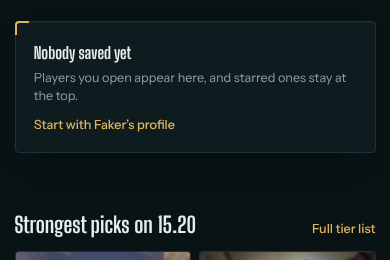 Nobody saved yet
Players you open appear here, and starred ones stay at
the top.
Start with Faker's profile
Strongest picks on 15.20
Full tier list